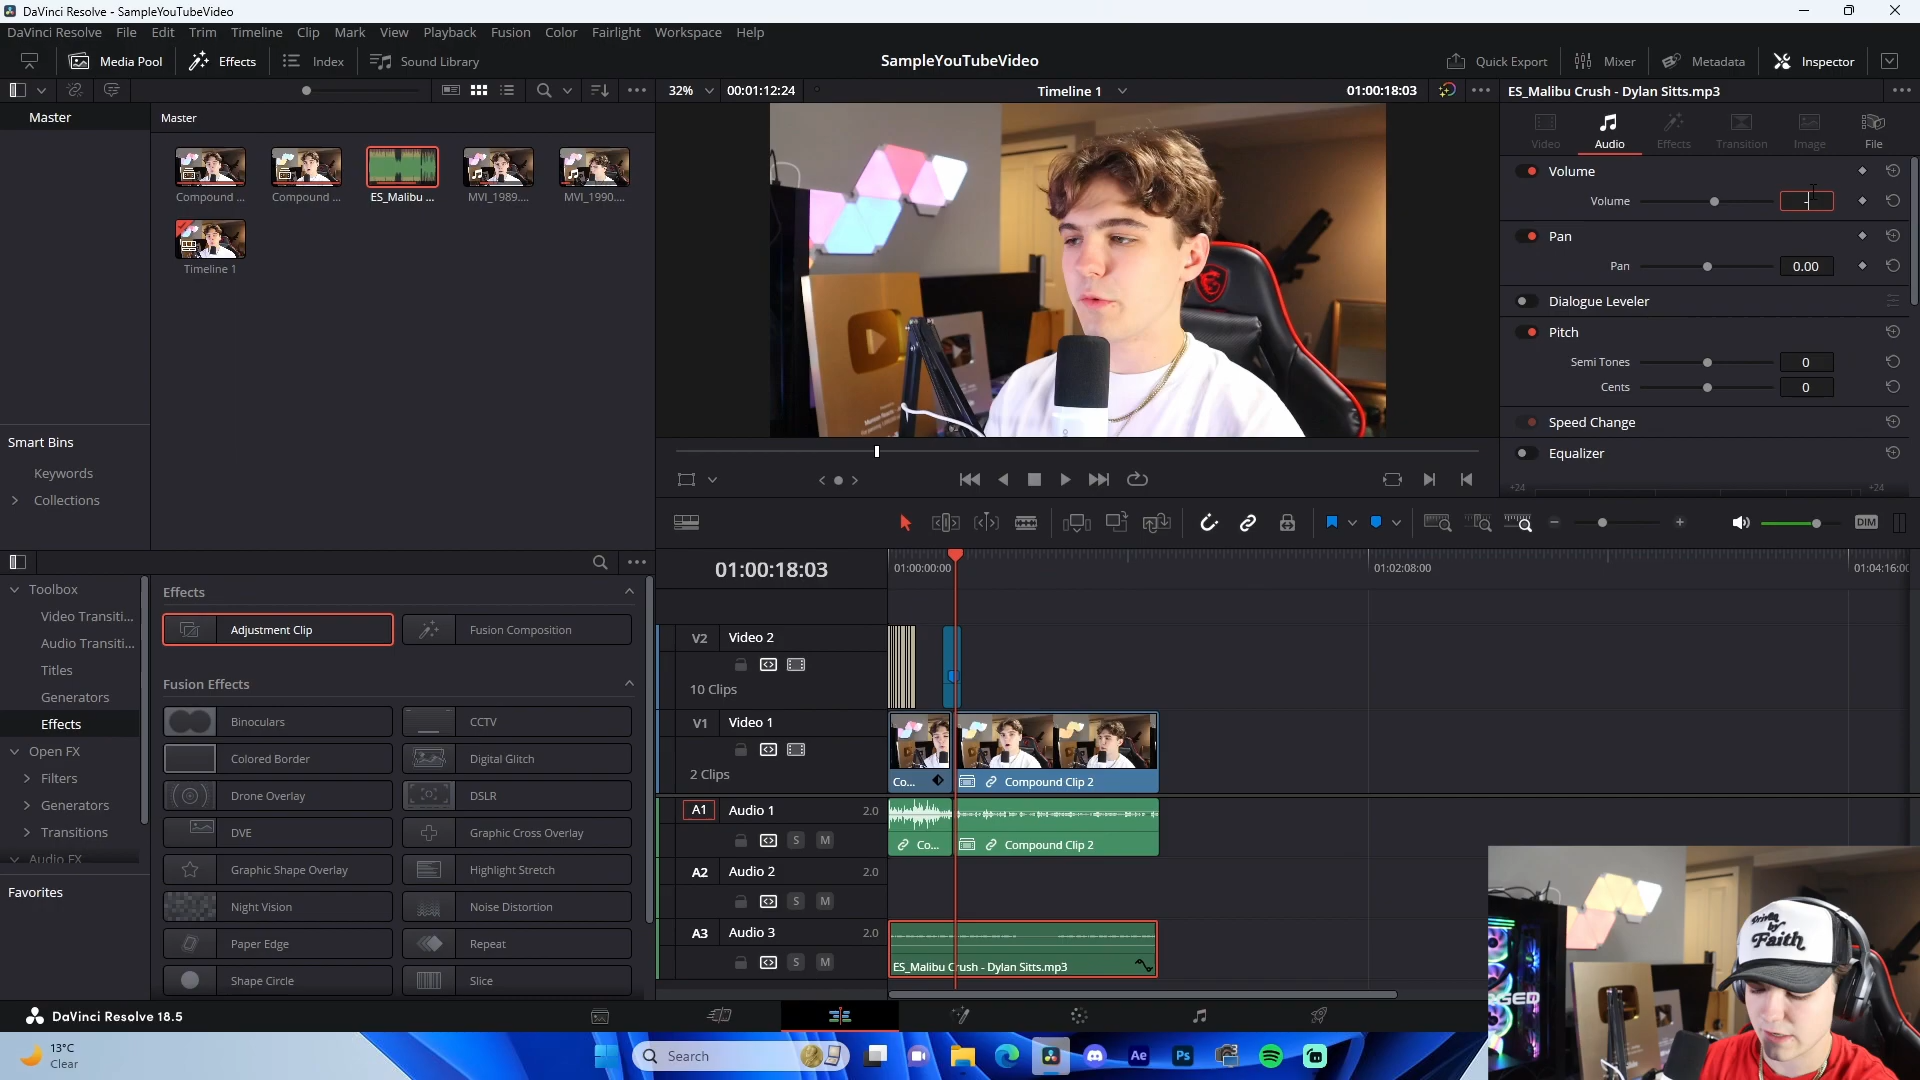 DaVinci Resolve - SampleYouTubeVideo
DaVinci Resolve File Edit Trim Timeline Clip Mark View Playback Fusion Color Fairlight Workspace Help
Media Pool Effects Index Sound Library SampleYouTubeVideo Quick Export Mixer Metadata Inspector
32% 00:01:12:24 Timeline 1 01:00:18:03 ES_Malibu Crush - Dylan Sitts.mp3
Master
Master
Video Audio Effects Transition Image File
Compound ... Compound ... ES_Malibu ... MVI_1989.... MVI_1990....
Timeline 1
Volume
Volume -
Pan
Pan 0.00
Dialogue Leveler
Pitch
Semi Tones 0
Cents 0
Speed Change
Equalizer
+24 +24
Smart Bins
Keywords
Collections
DIM
01:00:18:03 01:00:00:00 01:02:08:00 01:04:16:0
Toolbox
Video Transiti...
Audio Transiti...
Titles
Generators
Effects
Open FX
Filters
Generators
Transitions
Audio FX
Favorites
Effects
Adjustment Clip Fusion Composition
Fusion Effects
Binoculars CCTV
Colored Border Digital Glitch
Drone Overlay DSLR
DVE Graphic Cross Overlay
Graphic Shape Overlay Highlight Stretch
Night Vision Noise Distortion
Paper Edge Repeat
Shape Circle Slice
V2 Video 2
10 Clips
V1 Video 1
2 Clips
Co... Compound Clip 2
A1 Audio 1 2.0
S M
Co... Compound Clip 2
A2 Audio 2 2.0
S M
A3 Audio 3 2.0
S M
ES_Malibu Crush - Dylan Sitts.mp3
Faith
DaVinci Resolve 18.5
13°C
Clear
Search
Ae Ps